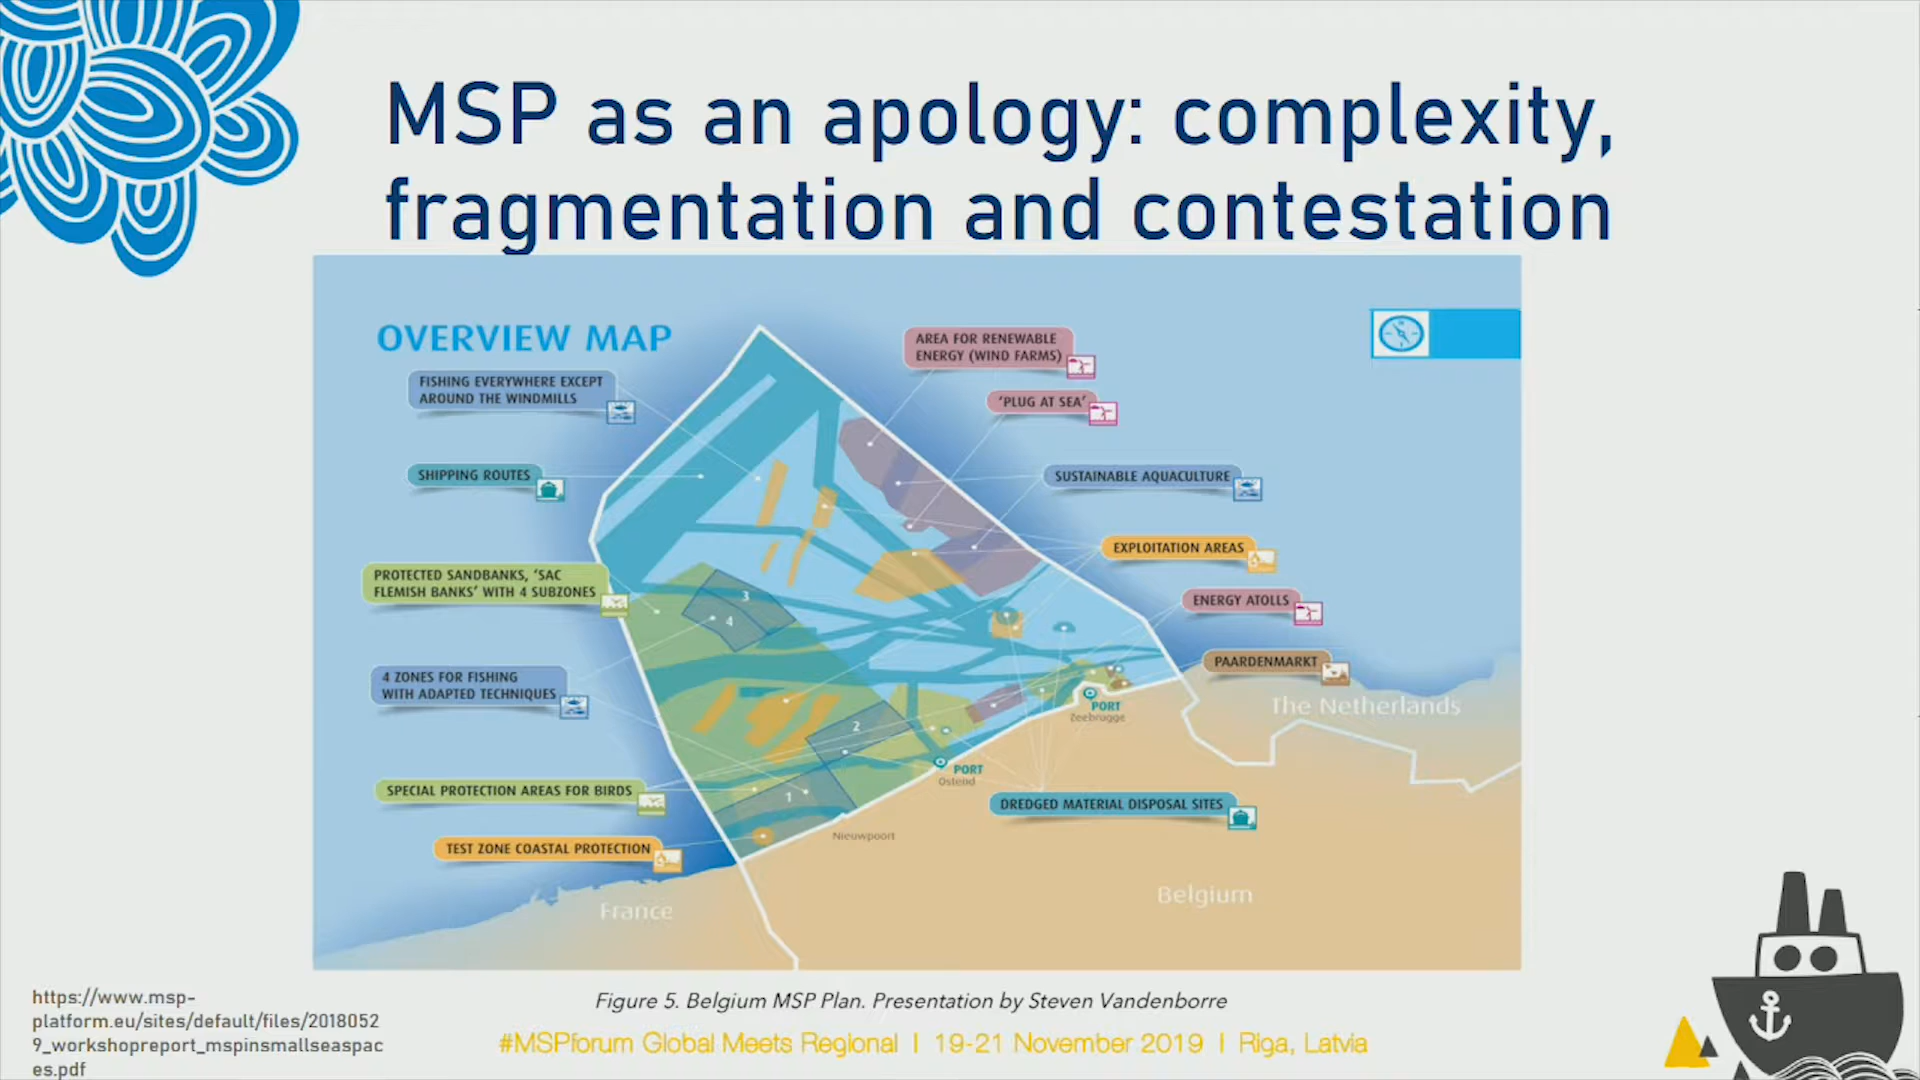 MSP as an apology: complexity,
fragmentation and contestation
OVERVIEW MAP
FISHING EVERYWHERE EXCEPT
AROUND THE WINDMILLS
SHIPPING ROUTES
PROTECTED SANDBANKS, ‘SAC
FLEMISH BANKS’ WITH 4 SUBZONES
4 ZONES FOR FISHING
WITH ADAPTED TECHNIQUES
SPECIAL PROTECTION AREAS FOR BIRDS
TEST ZONE COASTAL PROTECTION
AREA FOR RENEWABLE
ENERGY (WIND FARMS)
‘PLUG AT SEA’
SUSTAINABLE AQUACULTURE
EXPLOITATION AREAS
ENERGY ATOLLS
PAARDENMARKT
DREDGED MATERIAL DISPOSAL SITES
3
4
2
1
PORT
Zeebrugge
PORT
Ostend
Nieuwpoort
The Netherlands
Belgium
France
Figure 5. Belgium MSP Plan. Presentation by Steven Vandenborre
https://www.msp-
platform.eu/sites/default/files/2018052
9_workshopreport_mspinsmallseaspac
es.pdf
#MSPforum Global Meets Regional | 19-21 November 2019 | Riga, Latvia